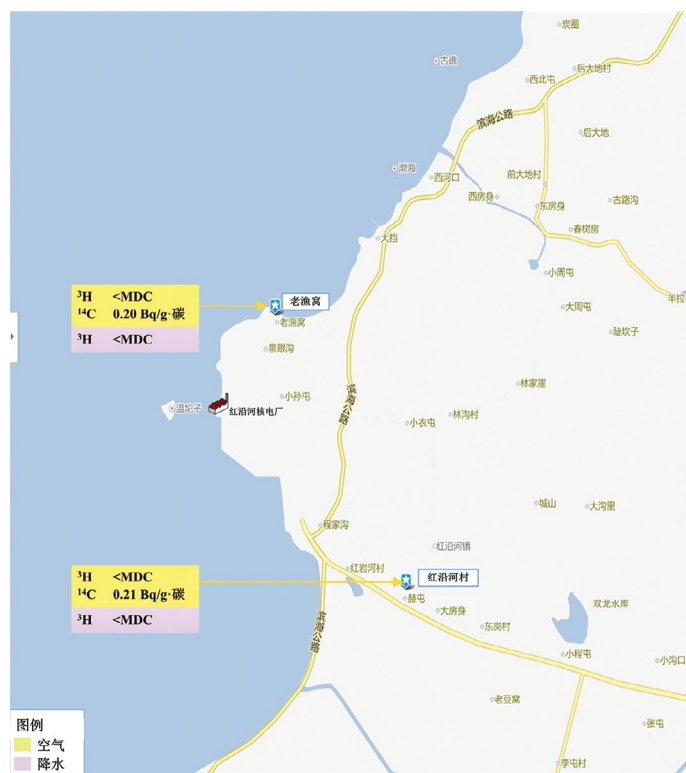 炭圈
古礁
后大地村
西北屯
滨海公路
后大地
渤海
西河口
前大地村
西房身
东房身
古路沟
大挡
春树房
小周屯
半拉
³H <MDC
¹⁴C 0.20 Bq/g·碳
³H <MDC
老渔窝
老渔窝
大周屯
陡坎子
泉眼沟
林家崖
温坨子
红沿河核电厂
小孙屯
滨海公路
小衣屯
林沟村
城山
大沟里
程家沟
红沿河镇
³H <MDC
¹⁴C 0.21 Bq/g·碳
³H <MDC
红岩河村
红沿河村
赫屯
大房身
双龙水库
滨海公路
东岗村
小程屯
小沟口
老豆窝
张屯
李屯村
图例
空气
降水